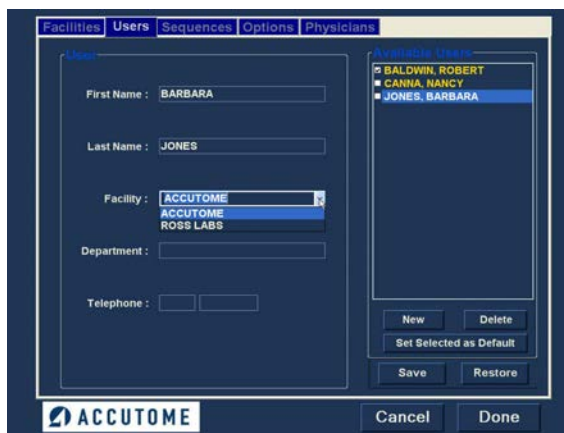 Facilities Users Sequences Options Physicians
User
Available Users
First Name : BARBARA
Last Name : JONES
Facility : ACCUTOME
ACCUTOME
ROSS LABS
Department :
Telephone :
BALDWIN, ROBERT
CANNA, NANCY
JONES, BARBARA
New Delete
Set Selected as Default
Save Restore
ACCUTOME
Cancel Done